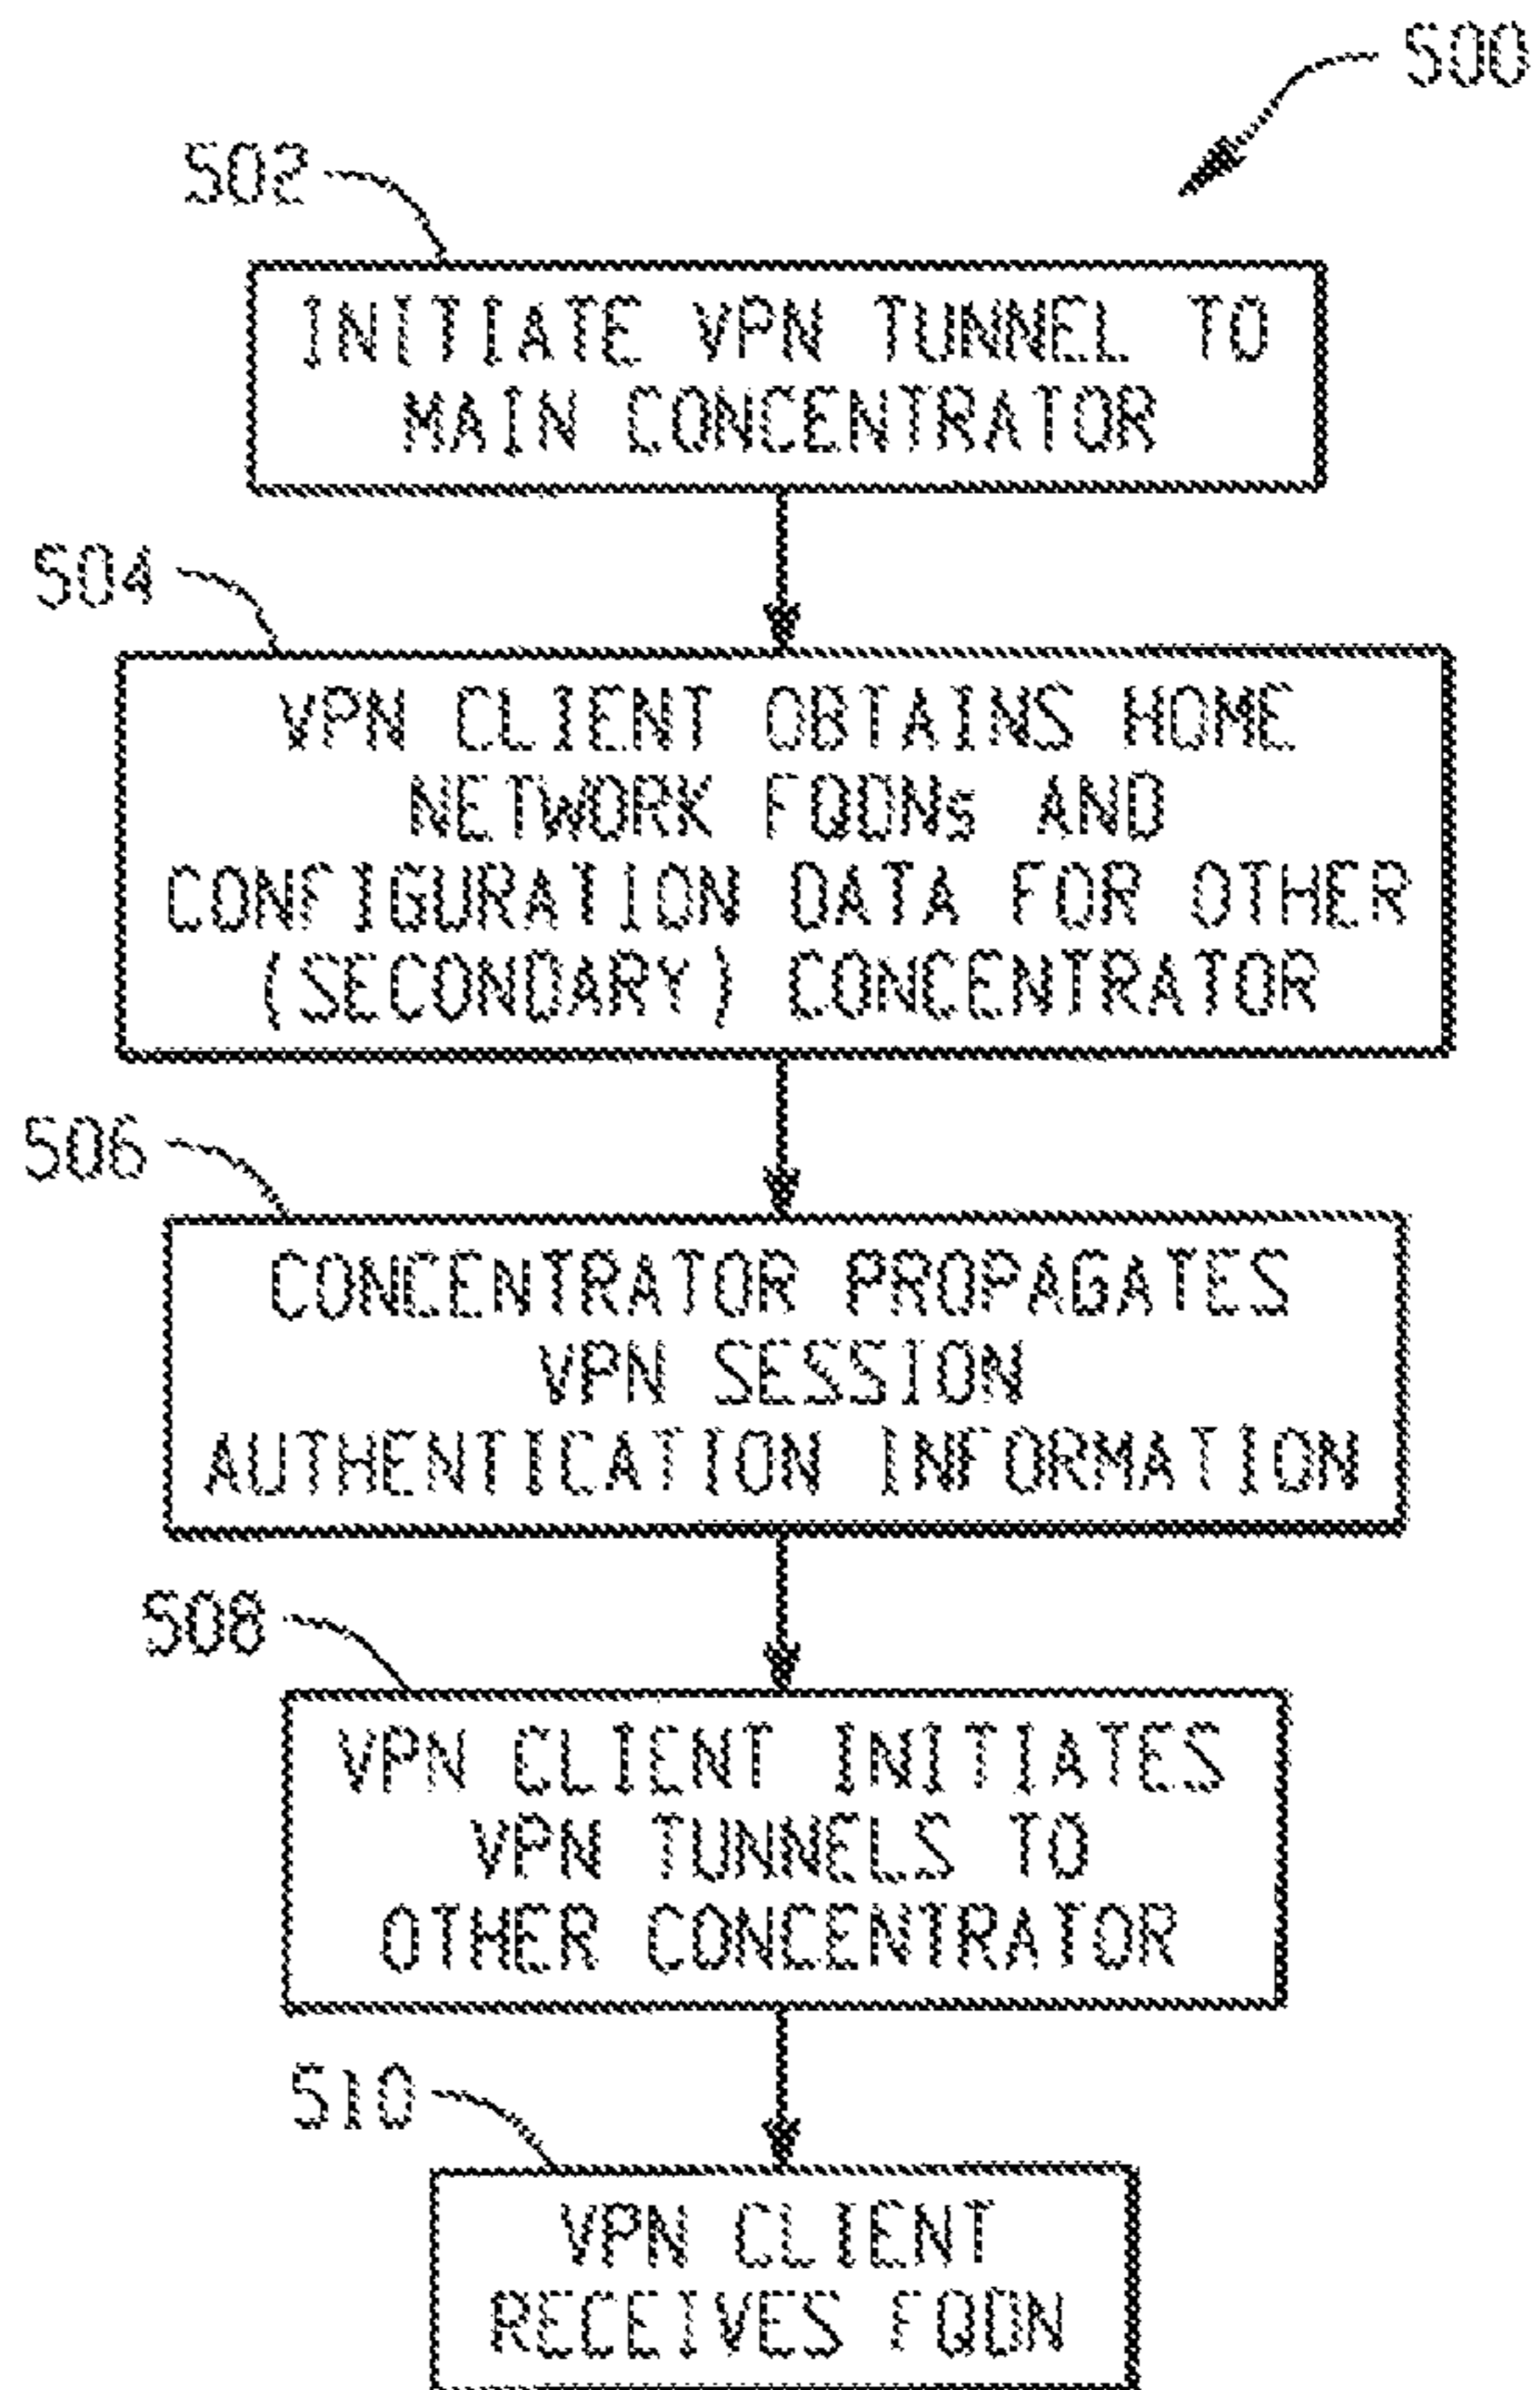 500
502
INITIATE VPN TUNNEL TO
MAIN CONCENTRATOR
504
VPN CLIENT OBTAINS HOME
NETWORK FQDNs AND
CONFIGURATION DATA FOR OTHER
(SECONDARY) CONCENTRATOR
506
CONCENTRATOR PROPAGATES
VPN SESSION
AUTHENTICATION INFORMATION
508
VPN CLIENT INITIATES
VPN TUNNELS TO
OTHER CONCENTRATOR
510
VPN CLIENT
RECEIVES FQDN